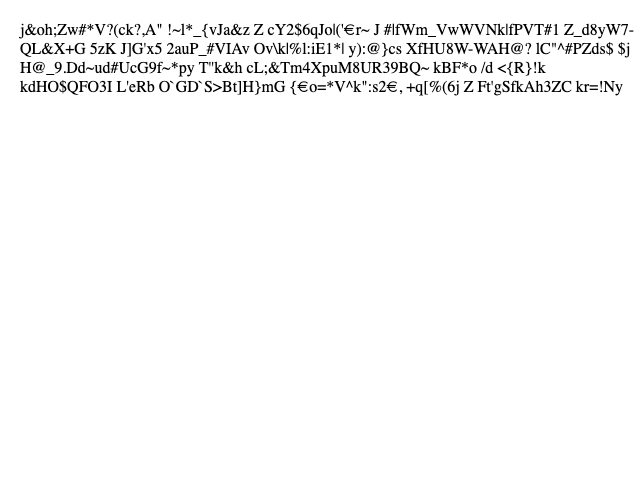 j&oh;Zw#*V?(ck?,A" !~l*_{vJa&z Z cY2$6qJo|('€r~ J #|fWm_VwWVNk|fPVT#1 Z_d8yW7-
QL&X+G 5zK J]G'x5 2auP_#VIAv Ov\k|%l:iE1*| y):@}cs XfHU8W-WAH@? lC"^#PZds$ $j
H@_9.Dd~ud#UcG9f~*py T"k&h cL;&Tm4XpuM8UR39BQ~ kBF*o /d <{R}!k
kdHO$QFO3I L'eRb O`GD`S>Bt]H}mG {€o=*V^k":s2€, +q[%(6j Z Ft'gSfkAh3ZC kr=!Ny